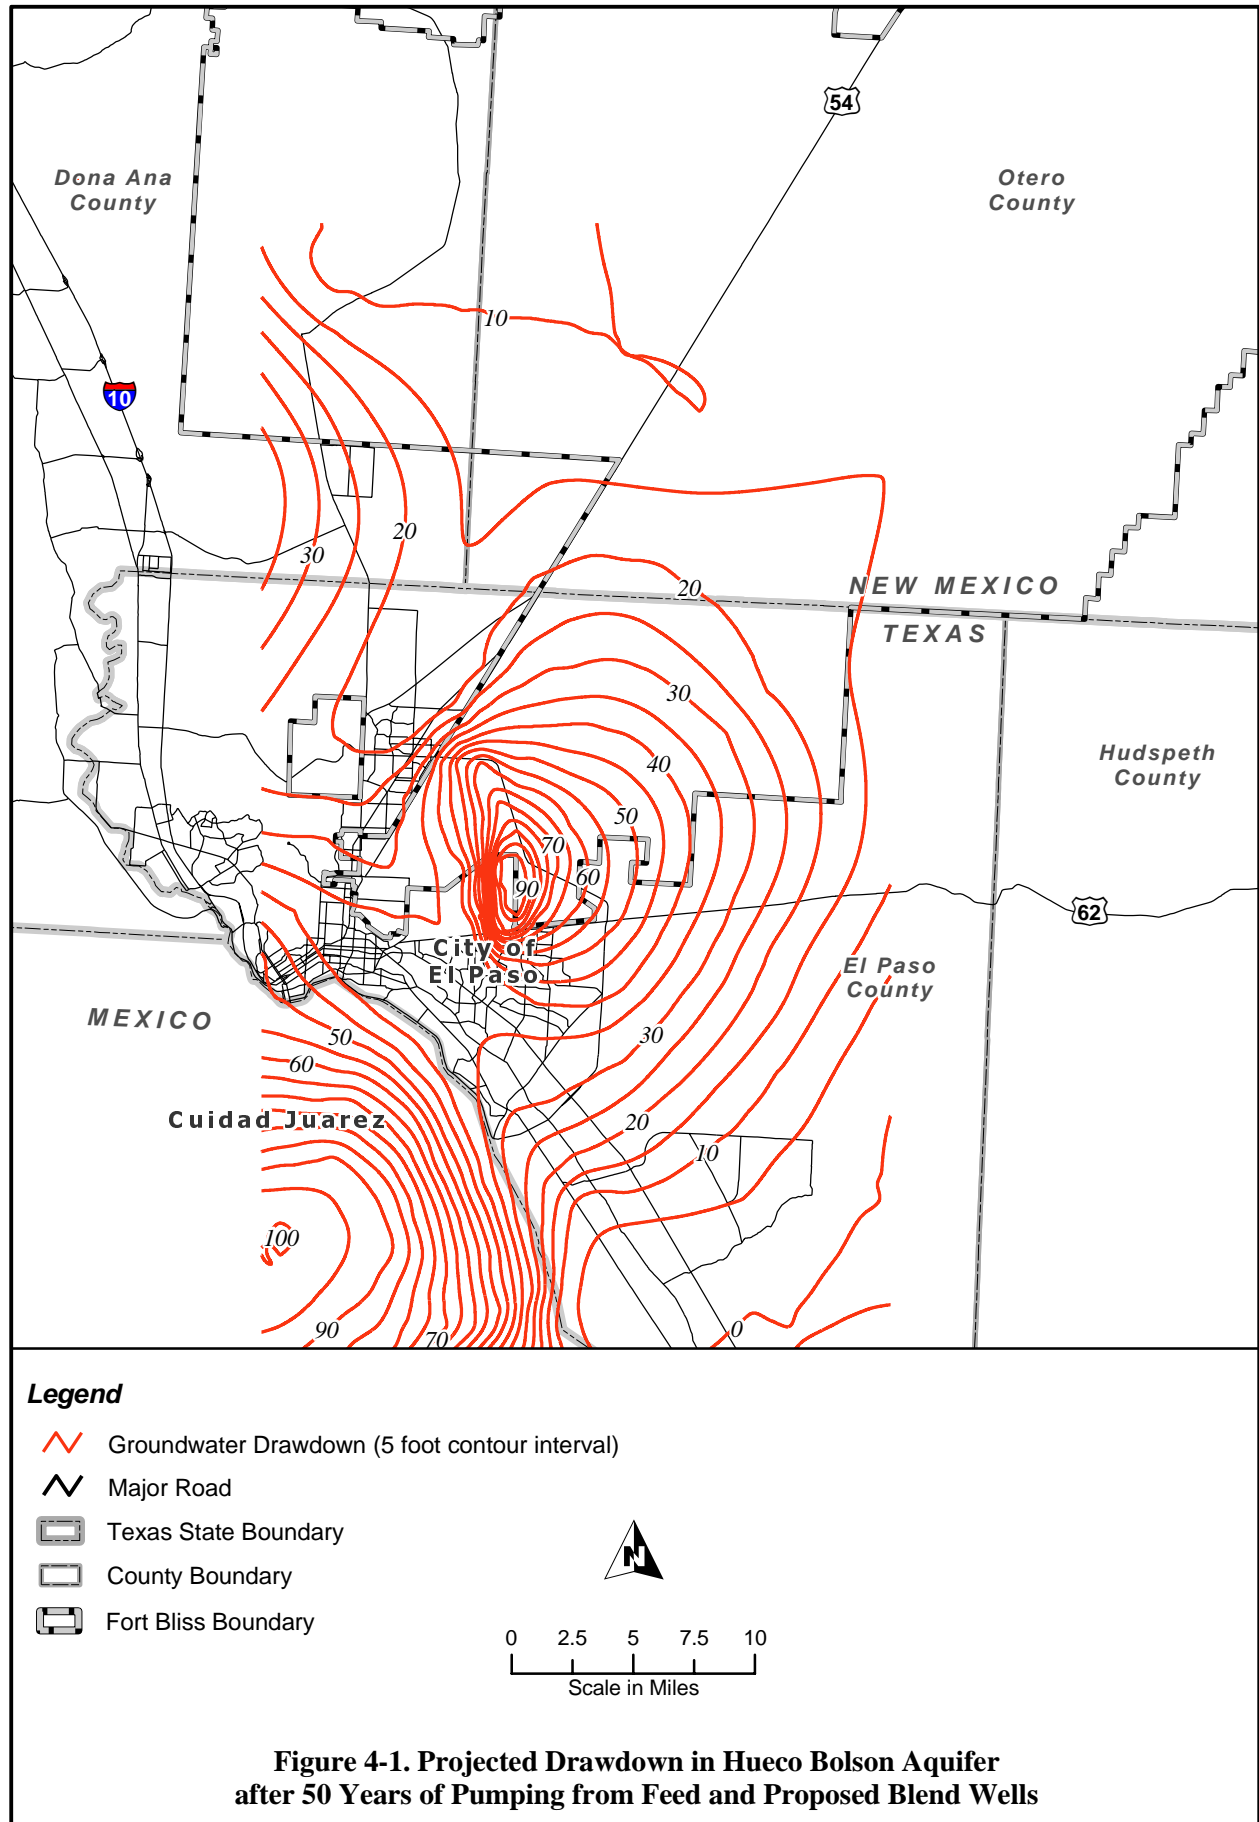 54
Dona Ana
County
Otero
County
10
10
20
30
20
NEW MEXICO
TEXAS
30
Hudspeth
County
40
50
70
60
90
62
City of
El Paso
El Paso
County
MEXICO
50
30
60
Cuidad Juarez
20
10
100
90
70
0
Legend
Groundwater Drawdown (5 foot contour interval)
Major Road
Texas State Boundary
County Boundary
Fort Bliss Boundary
N
0 2.5 5 7.5 10
Scale in Miles
Figure 4-1. Projected Drawdown in Hueco Bolson Aquifer
after 50 Years of Pumping from Feed and Proposed Blend Wells